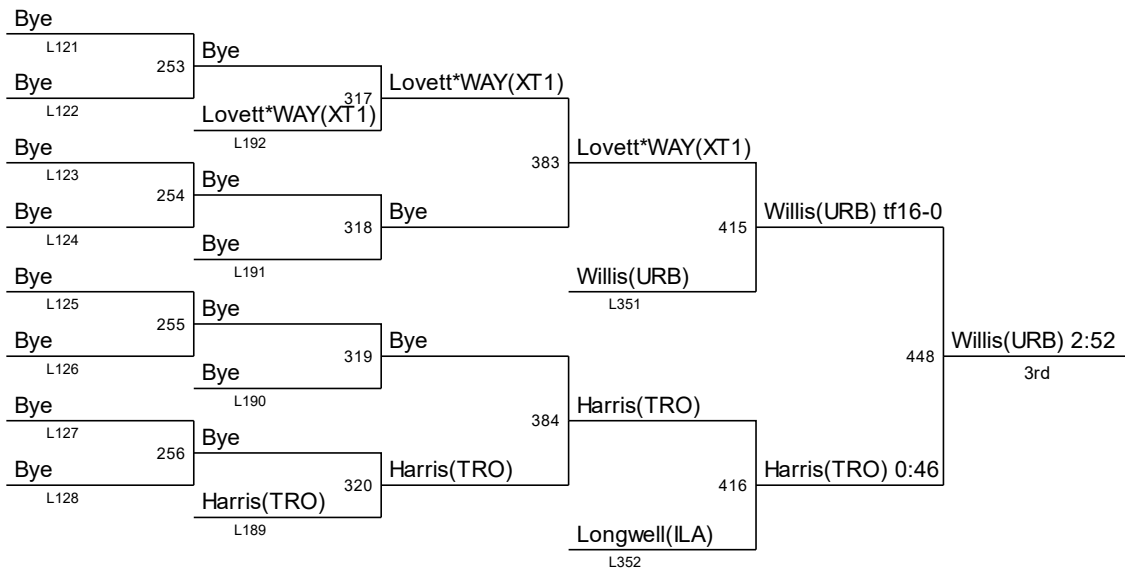 Bye
L121
253
Bye
Bye
L122
317
Lovett*WAY(XT1)
Lovett*WAY(XT1)
L192
Bye
L123
254
Bye
Bye
L124
318
Bye
Bye
L191
383
Lovett*WAY(XT1)
Bye
L125
255
Bye
Bye
L126
319
Bye
Bye
L190
Bye
L127
256
Bye
Bye
L128
320
Harris(TRO)
Harris(TRO)
L189
384
Harris(TRO)
415
Willis(URB) tf16-0
Willis(URB)
L351
416
Harris(TRO) 0:46
Longwell(ILA)
L352
448
Willis(URB) 2:52
3rd